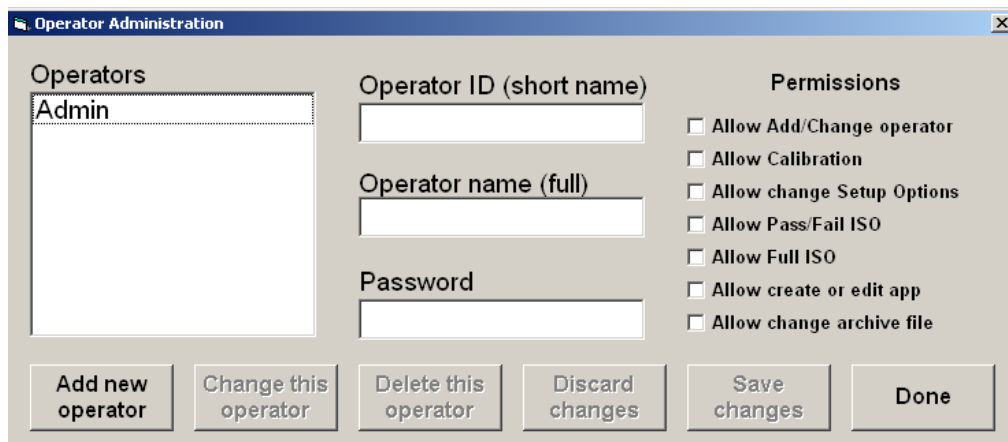 Operator Administration
Operators
Admin
Operator ID (short name)
Operator name (full)
Password
Permissions
Allow Add/Change operator
Allow Calibration
Allow change Setup Options
Allow Pass/Fail ISO
Allow Full ISO
Allow create or edit app
Allow change archive file
Add new
operator
Change this
operator
Delete this
operator
Discard
changes
Save
changes
Done